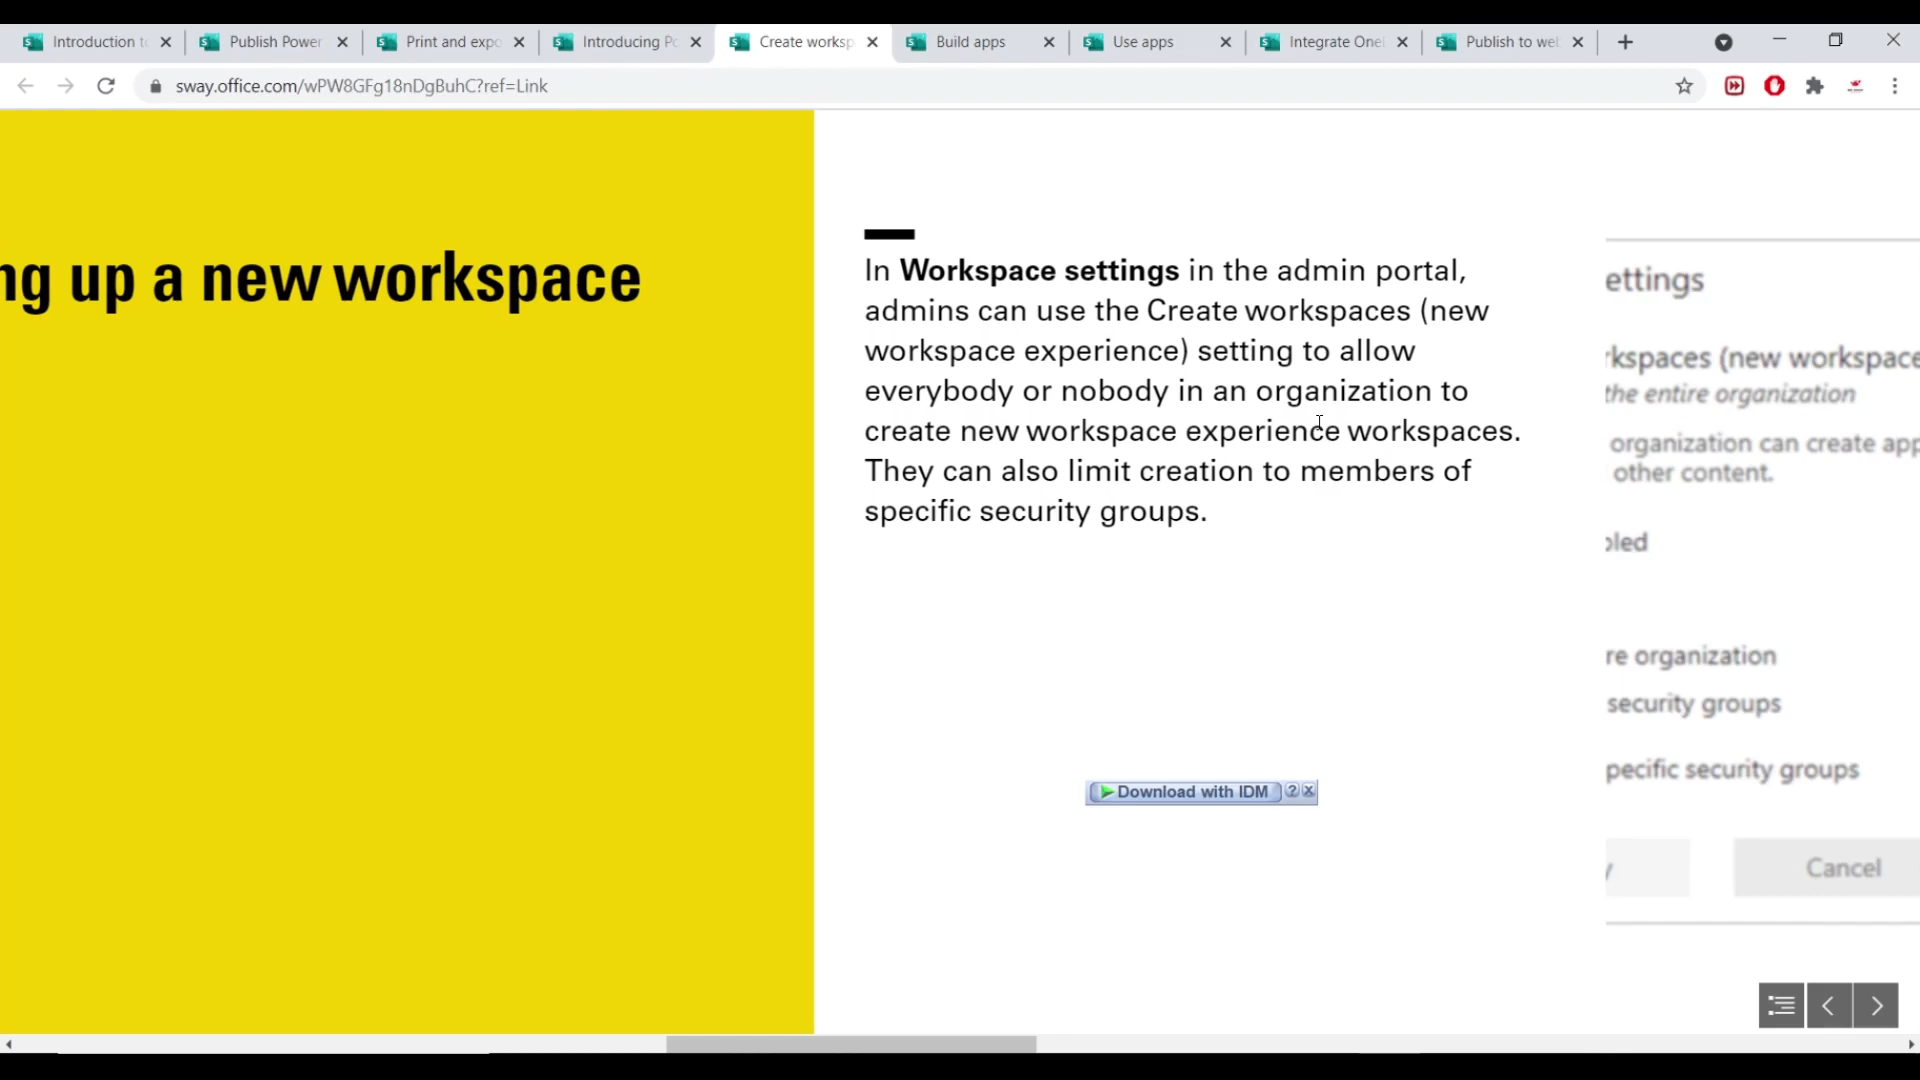 Introduction to
Publish Power
Print and expo
Introducing Po
Create worksp
Build apps
Use apps
Integrate One
Publish to we
sway.office.com/wPW8GFg18nDgBuhC?ref=Link
ng up a new workspace
In Workspace settings in the admin portal,
admins can use the Create workspaces (new
workspace experience) setting to allow
everybody or nobody in an organization to
create new workspace experience workspaces.
They can also limit creation to members of
specific security groups.
ettings
rkspaces (new workspace
the entire organization
organization can create app
other content.
bled
re organization
security groups
pecific security groups
y
Cancel
Download with IDM